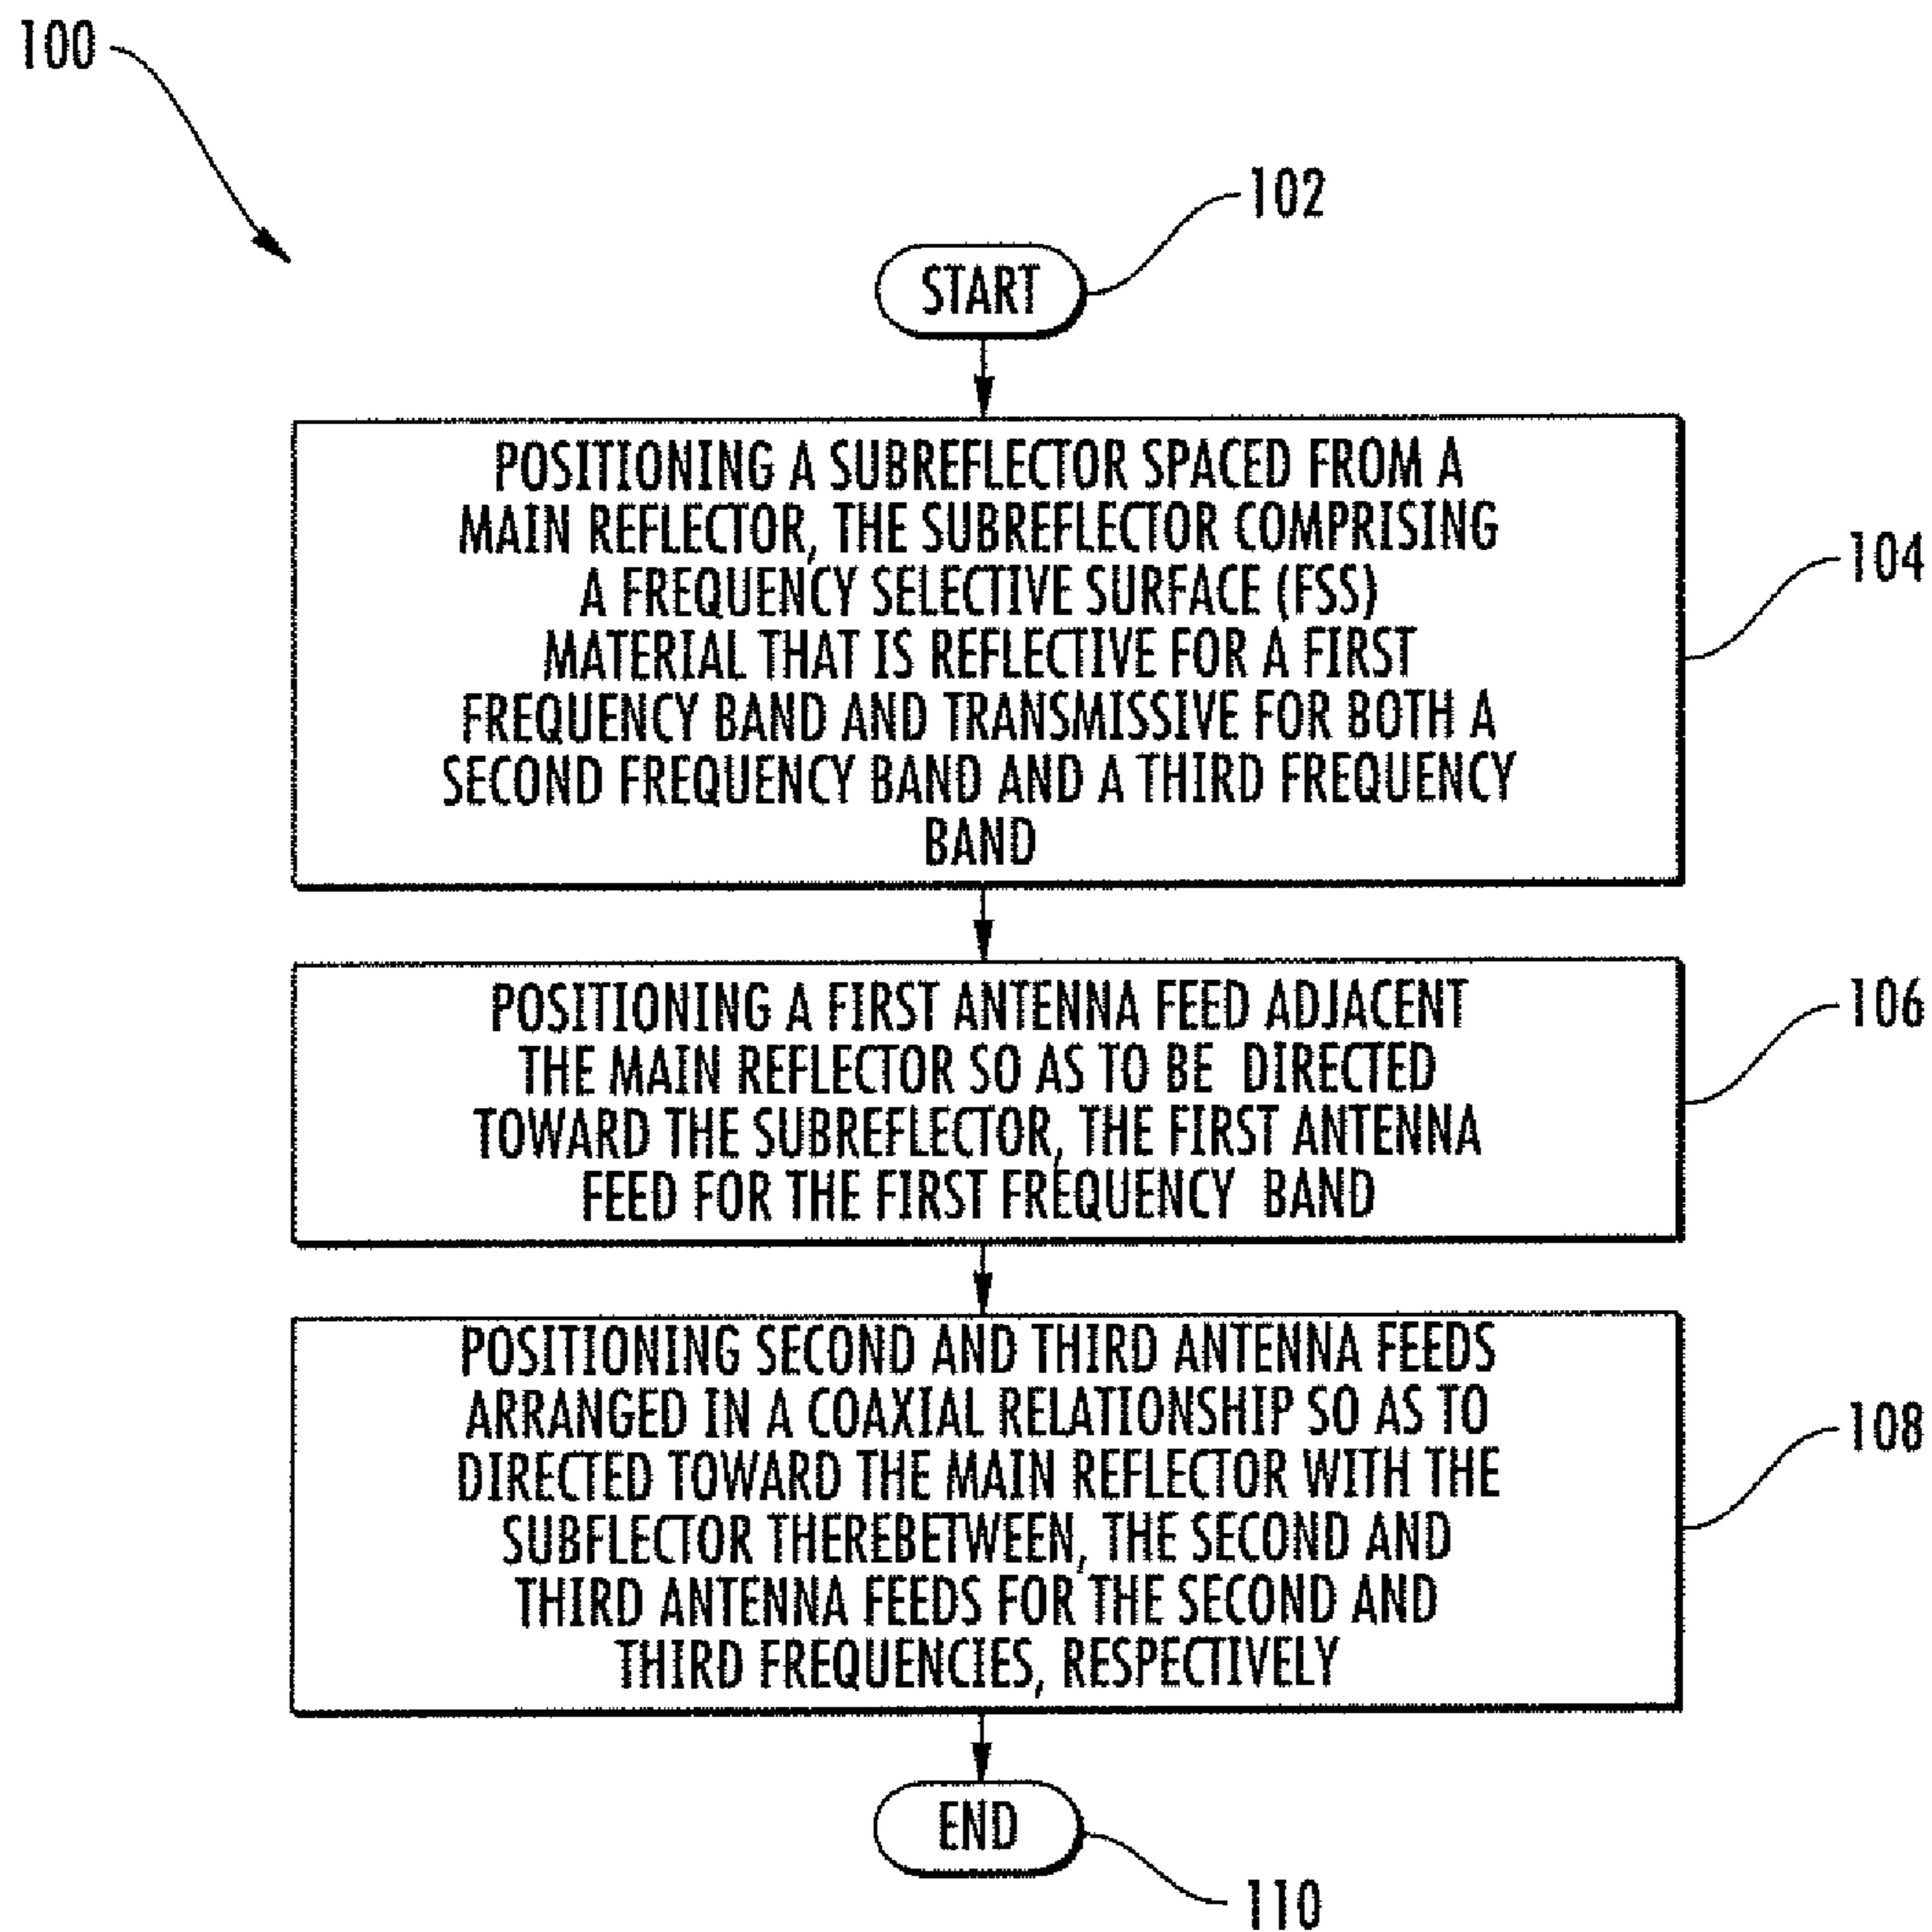 100
102
START
POSITIONING A SUBREFLECTOR SPACED FROM A
MAIN REFLECTOR, THE SUBREFLECTOR COMPRISING
A FREQUENCY SELECTIVE SURFACE (FSS)
MATERIAL THAT IS REFLECTIVE FOR A FIRST
FREQUENCY BAND AND TRANSMISSIVE FOR BOTH A
SECOND FREQUENCY BAND AND A THIRD FREQUENCY
BAND
104
POSITIONING A FIRST ANTENNA FEED ADJACENT
THE MAIN REFLECTOR SO AS TO BE DIRECTED
TOWARD THE SUBREFLECTOR, THE FIRST ANTENNA
FEED FOR THE FIRST FREQUENCY BAND
106
POSITIONING SECOND AND THIRD ANTENNA FEEDS
ARRANGED IN A COAXIAL RELATIONSHIP SO AS TO
DIRECTED TOWARD THE MAIN REFLECTOR WITH THE
SUBFLECTOR THEREBETWEEN, THE SECOND AND
THIRD ANTENNA FEEDS FOR THE SECOND AND
THIRD FREQUENCIES, RESPECTIVELY
108
END
110